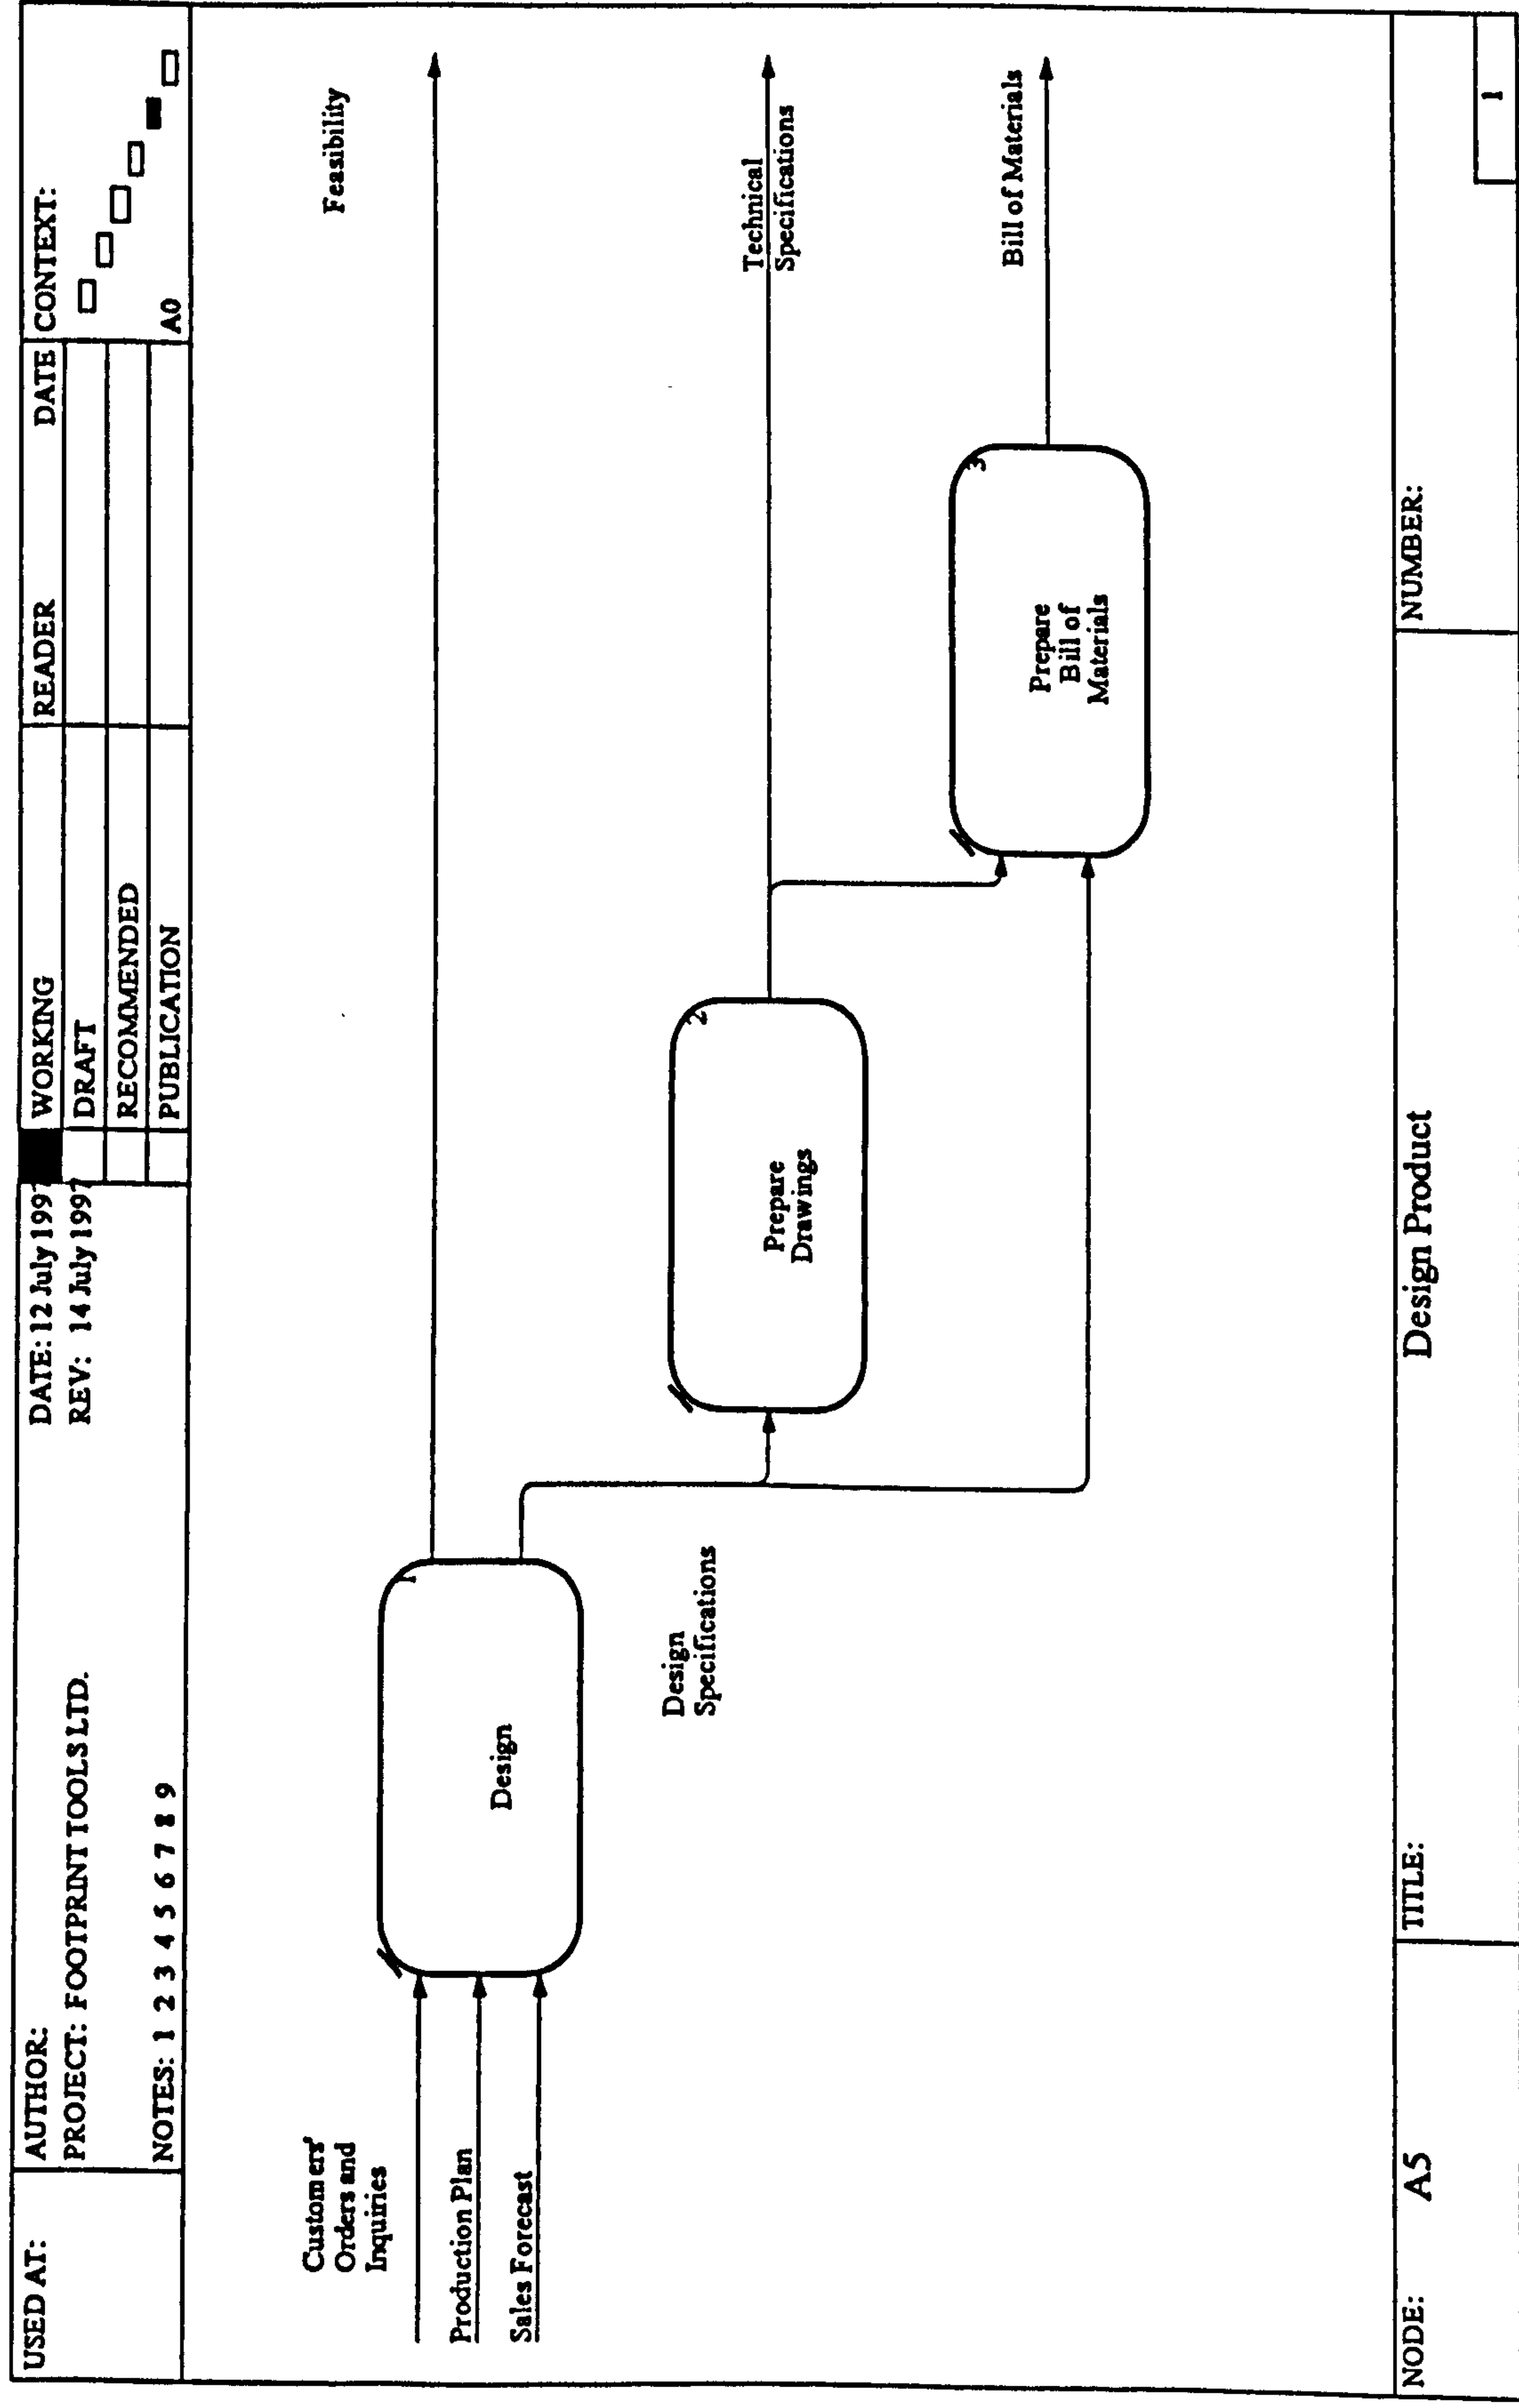 USED AT:
AUTHOR:
PROJECT: FOOTPRINT TOOLS LTD.
NOTES: 1 2 3 4 5 6 7 8 9
DATE: 12 July 1997
REV: 14 July 1997
WORKING
DRAFT
RECOMMENDED
PUBLICATION
READER
DATE
CONTEXT:
A0
Customers'
Orders and
Inquiries
Production Plan
Sales Forecast
Design
1
Feasibility
Design
Specifications
Prepare
Drawings
2
Technical
Specifications
Prepare
Bill of
Materials
3
Bill of Materials
NODE:
A5
TITLE:
Design Product
NUMBER:
1